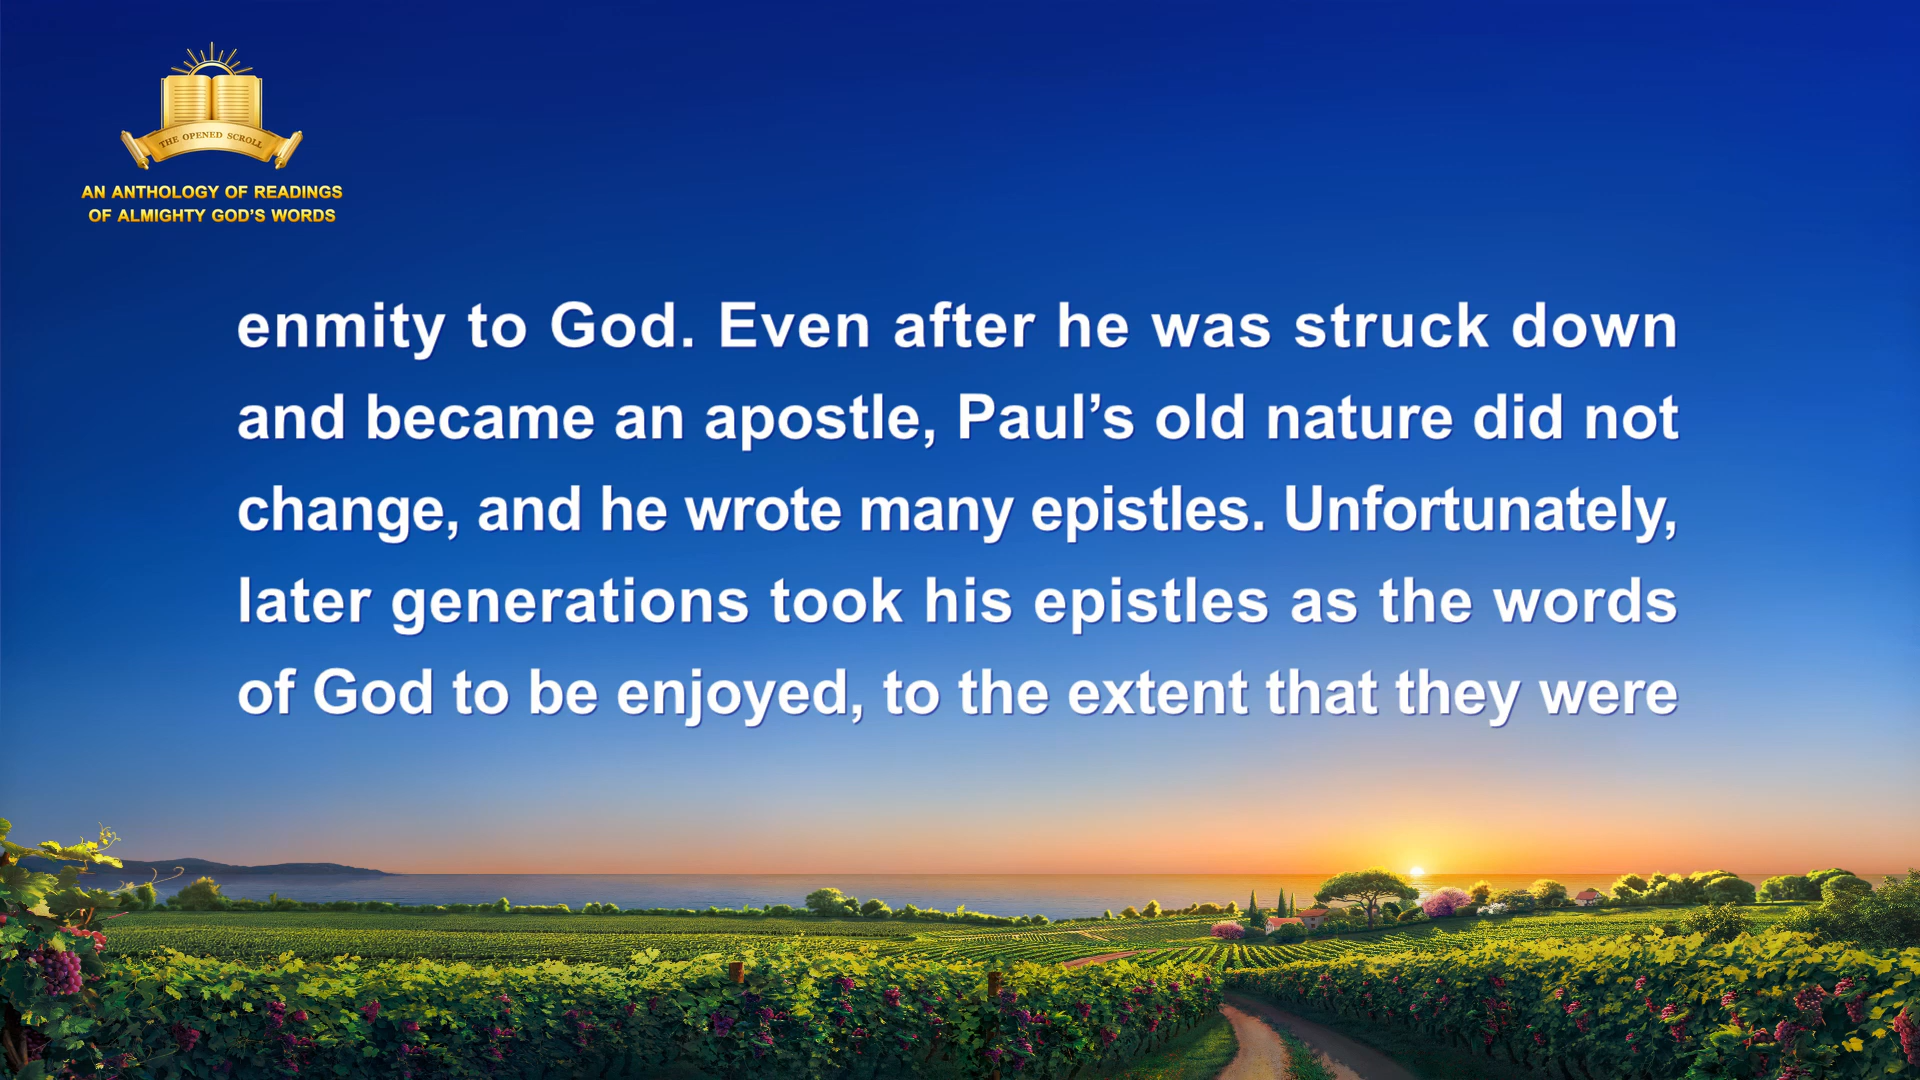 THE OPENED SCROLL
AN ANTHOLOGY OF READINGS
OF ALMIGHTY GOD’S WORDS
enmity to God. Even after he was struck down
and became an apostle, Paul’s old nature did not
change, and he wrote many epistles. Unfortunately,
later generations took his epistles as the words
of God to be enjoyed, to the extent that they were